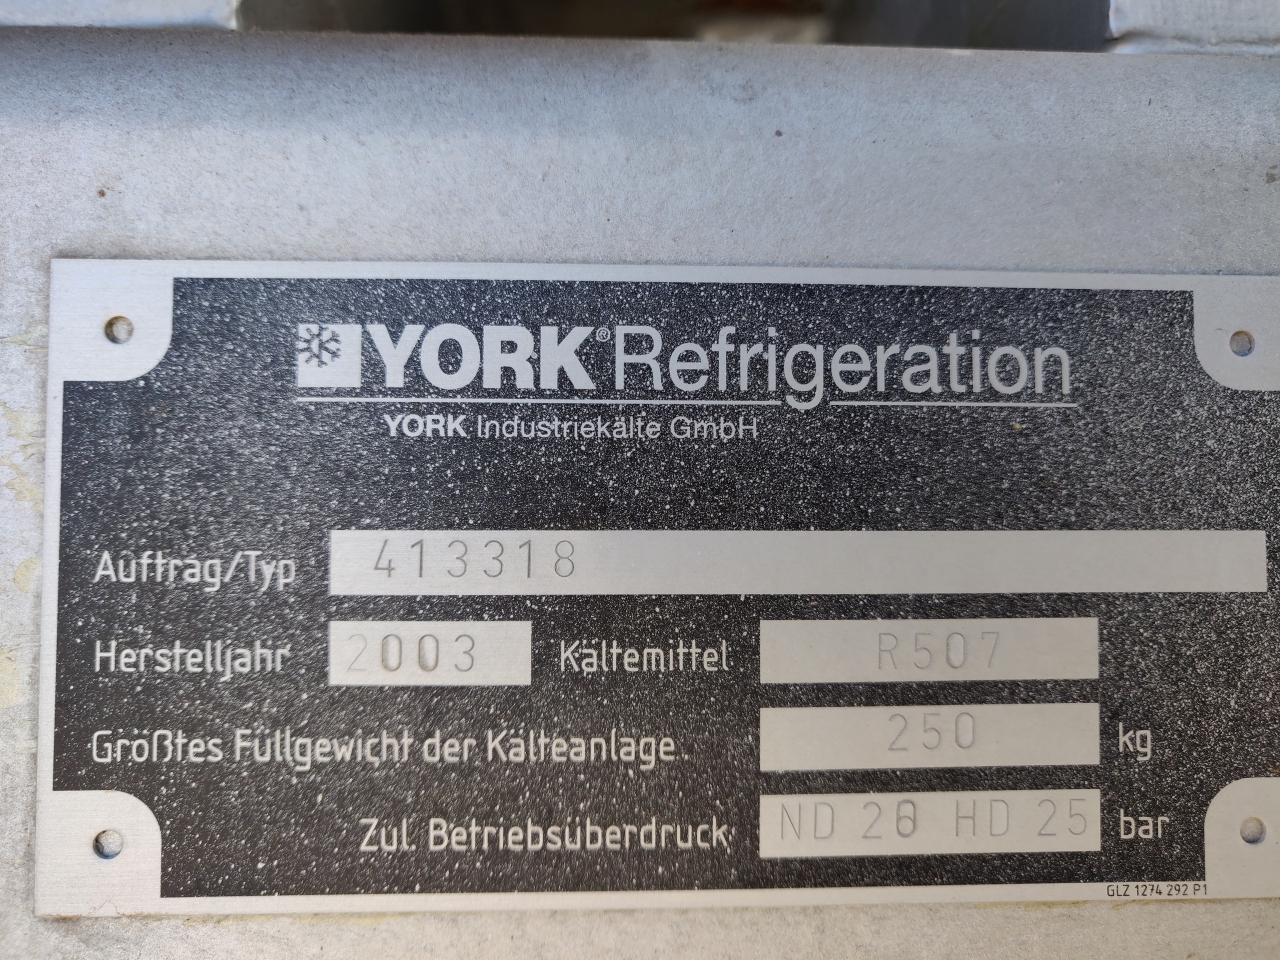 YORK® Refrigeration
YORK Industriekälte GmbH
Auftrag/Typ 413318
Herstelljahr 2003 Kältemittel R507
Größtes Füllgewicht der Kälteanlage 250 kg
Zul. Betriebsüberdruck ND HD 25 bar
GLZ 1274 292 P1